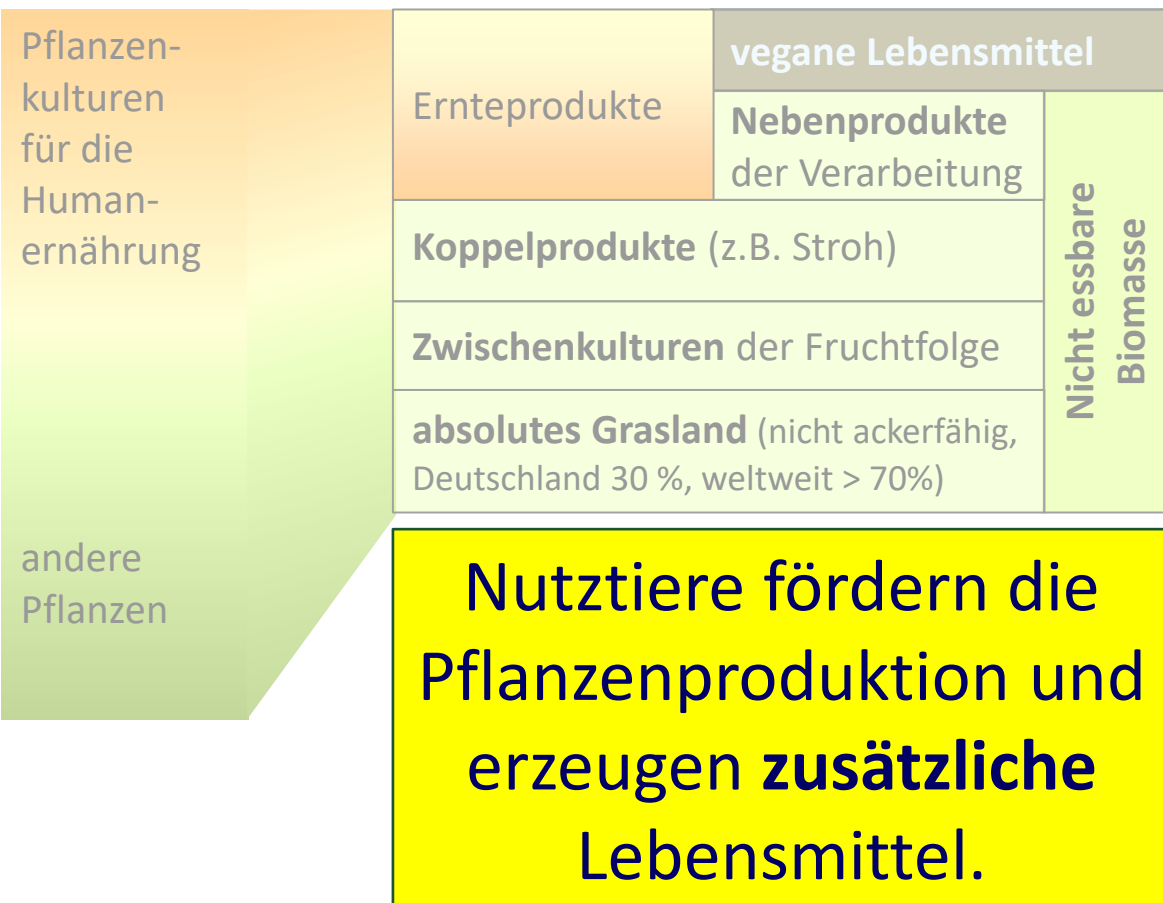 Pflanzen-
kulturen
für die
Human-
ernährung
andere
Pflanzen
Ernteprodukte
vegane Lebensmittel
Nebenprodukte
der Verarbeitung
Koppelprodukte (z.B. Stroh)
Zwischenkulturen der Fruchtfolge
absolutes Grasland (nicht ackerfähig,
Deutschland 30 %, weltweit > 70%)
Nicht essbare
Biomasse
Nutztiere fördern die
Pflanzenproduktion und
erzeugen zusätzliche
Lebensmittel.